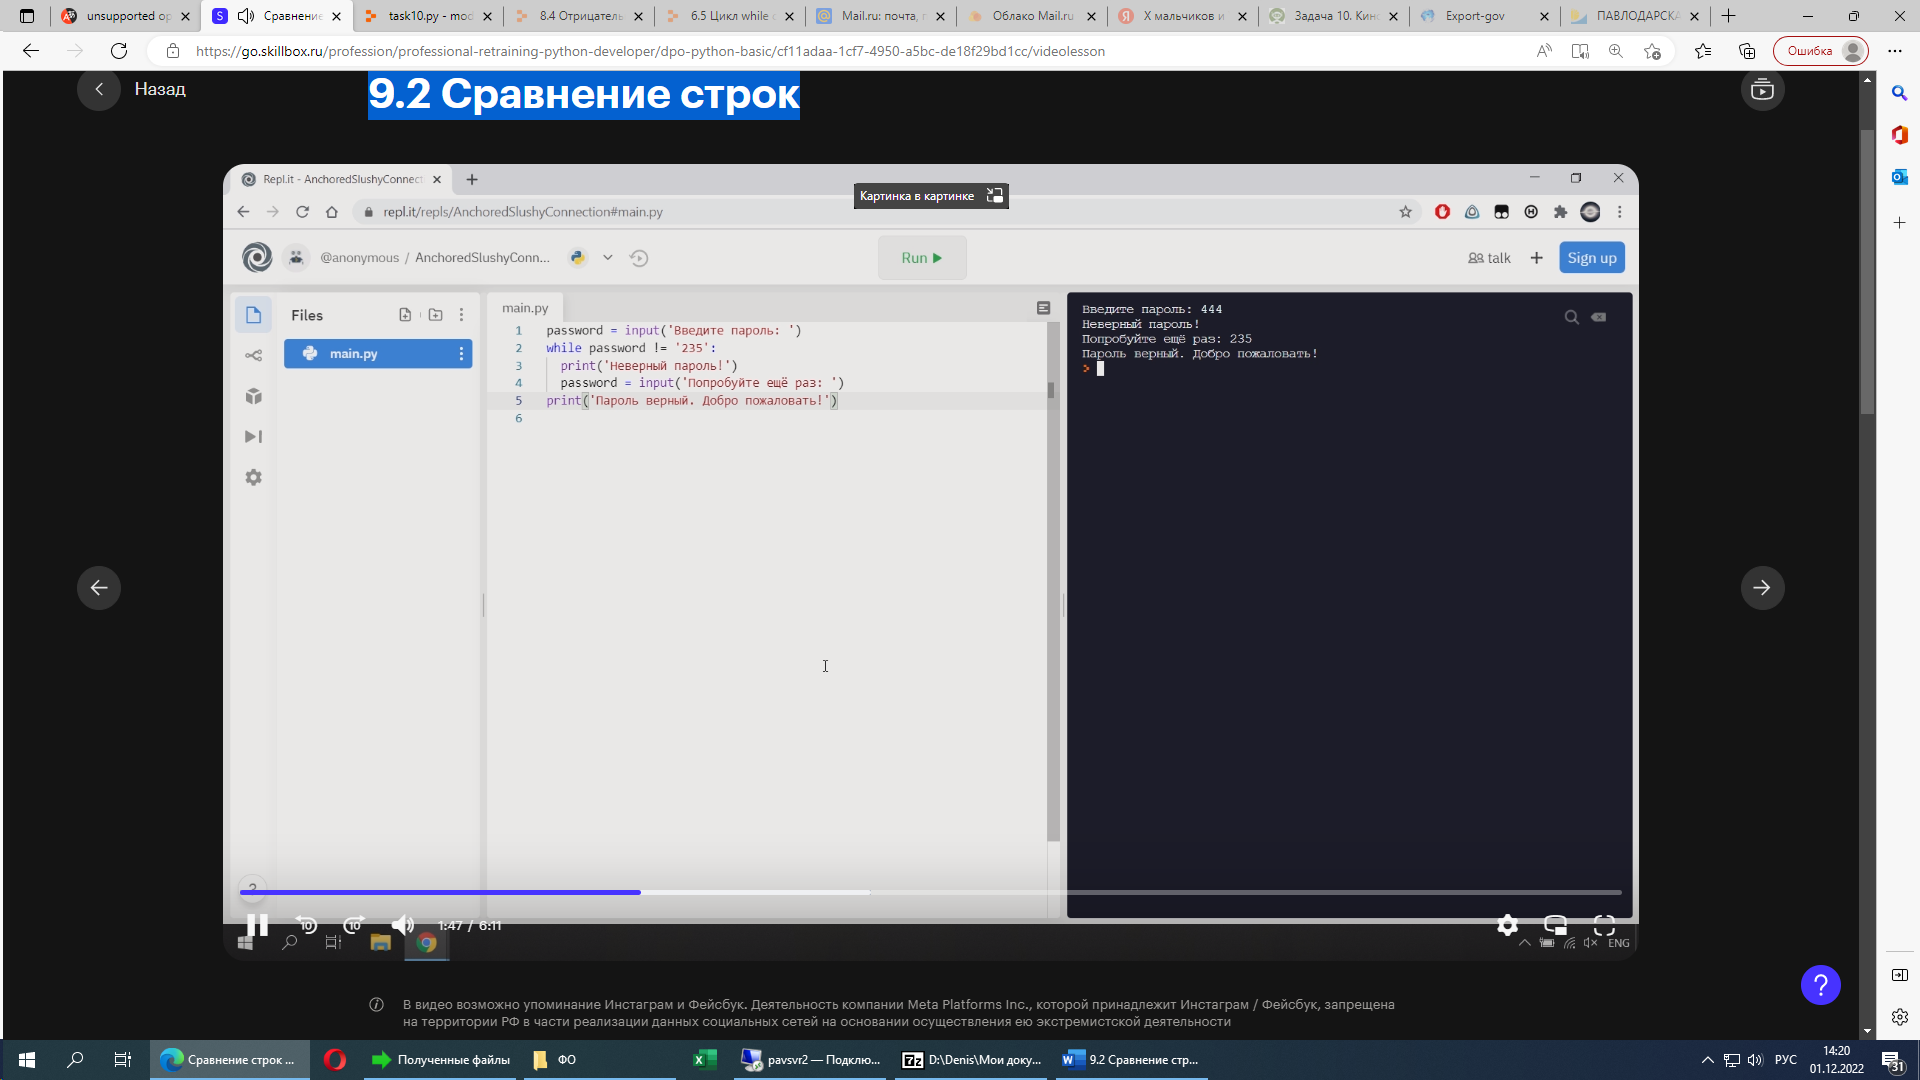 unsupported op
Сравнение
task10.py - mod
8.4 Отрицатель
6.5 Цикл while с
Mail.ru: почта, п
Облако Mail.ru
Х мальчиков и
Задача 10. Кинс
Export-gov
ПАВЛОДАРСКА
https://go.skillbox.ru/profession/professional-retraining-python-developer/dpo-python-basic/cf11adaa-1cf7-4950-a5bc-de18f29bd1cc/videolesson
Ошибка
Назад
9.2 Сравнение строк
Repl.it - AnchoredSlushyConnect
Картинка в картинке
repl.it/repls/AnchoredSlushyConnection#main.py
@anonymous / AnchoredSlushyConn...
Run
talk
Sign up
Files
main.py
main.py
1 password = input('Введите пароль: ')
2 while password != '235':
3 print('Неверный пароль!')
4 password = input('Попробуйте ещё раз: ')
5 print('Пароль верный. Добро пожаловать!')
6
Введите пароль: 444
Неверный пароль!
Попробуйте ещё раз: 235
Пароль верный. Добро пожаловать!
>
?
10
10
1:47 / 6:11
ENG
?
В видео возможно упоминание Инстаграм и Фейсбук. Деятельность компании Meta Platforms Inc., которой принадлежит Инстаграм / Фейсбук, запрещена
на территории РФ в части реализации данных социальных сетей на основании осуществления ею экстремистской деятельности
Сравнение строк ...
Полученные файлы
ФО
pavsvr2 — Подклю...
D:\Denis\Мои доку...
9.2 Сравнение стр...
РУС
14:20
01.12.2022
31